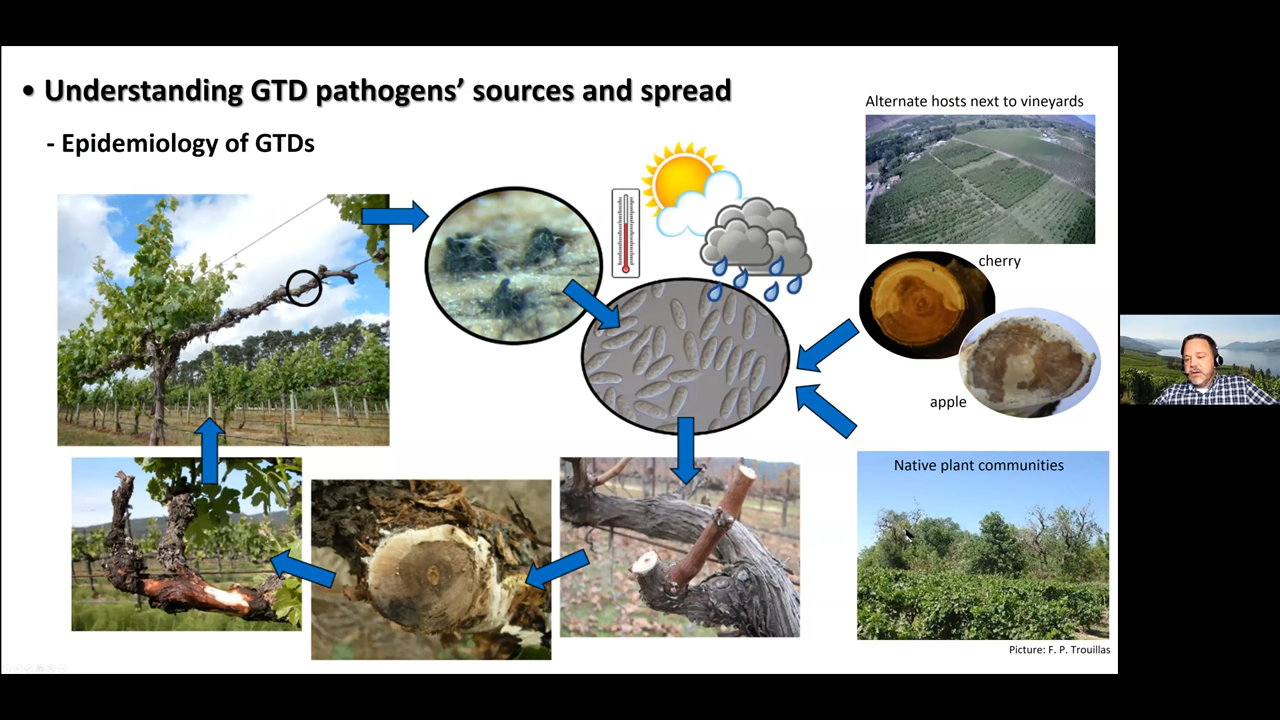 • Understanding GTD pathogens’ sources and spread
- Epidemiology of GTDs
Alternate hosts next to vineyards
cherry
apple
Native plant communities
Picture: F. P. Trouillas